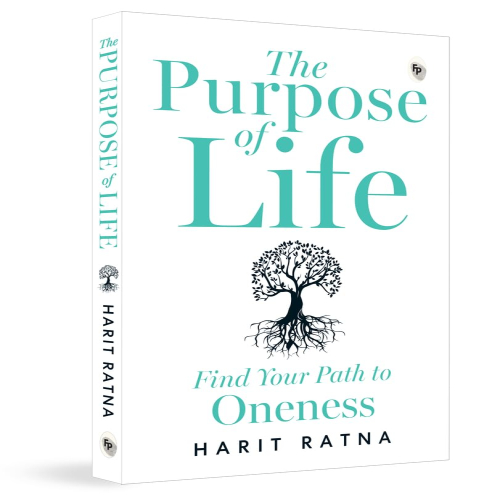 The
Purpose
of
Life
Find Your Path to
Oneness
HARIT RATNA
FP
The PURPOSE of LIFE
HARIT RATNA
FP